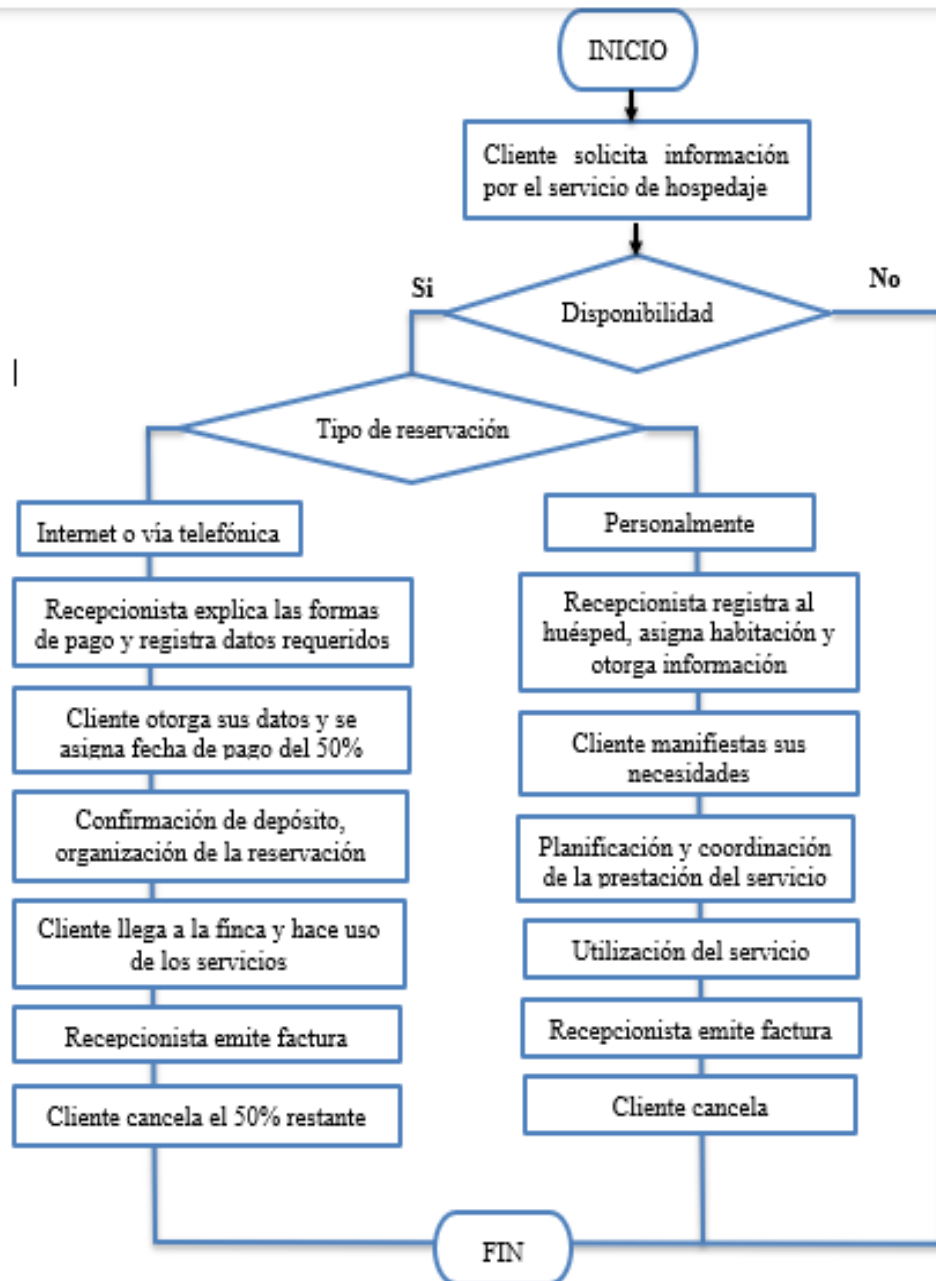 INICIO
Cliente solicita información
por el servicio de hospedaje
Si
No
Disponibilidad
Tipo de reservación
Internet o vía telefónica
Recepcionista explica las formas
de pago y registra datos requeridos
Cliente otorga sus datos y se
asigna fecha de pago del 50%
Confirmación de depósito,
organización de la reservación
Cliente llega a la finca y hace uso
de los servicios
Recepcionista emite factura
Cliente cancela el 50% restante
Personalmente
Recepcionista registra al
huésped, asigna habitación y
otorga información
Cliente manifiestas sus
necesidades
Planificación y coordinación
de la prestación del servicio
Utilización del servicio
Recepcionista emite factura
Cliente cancela
FIN